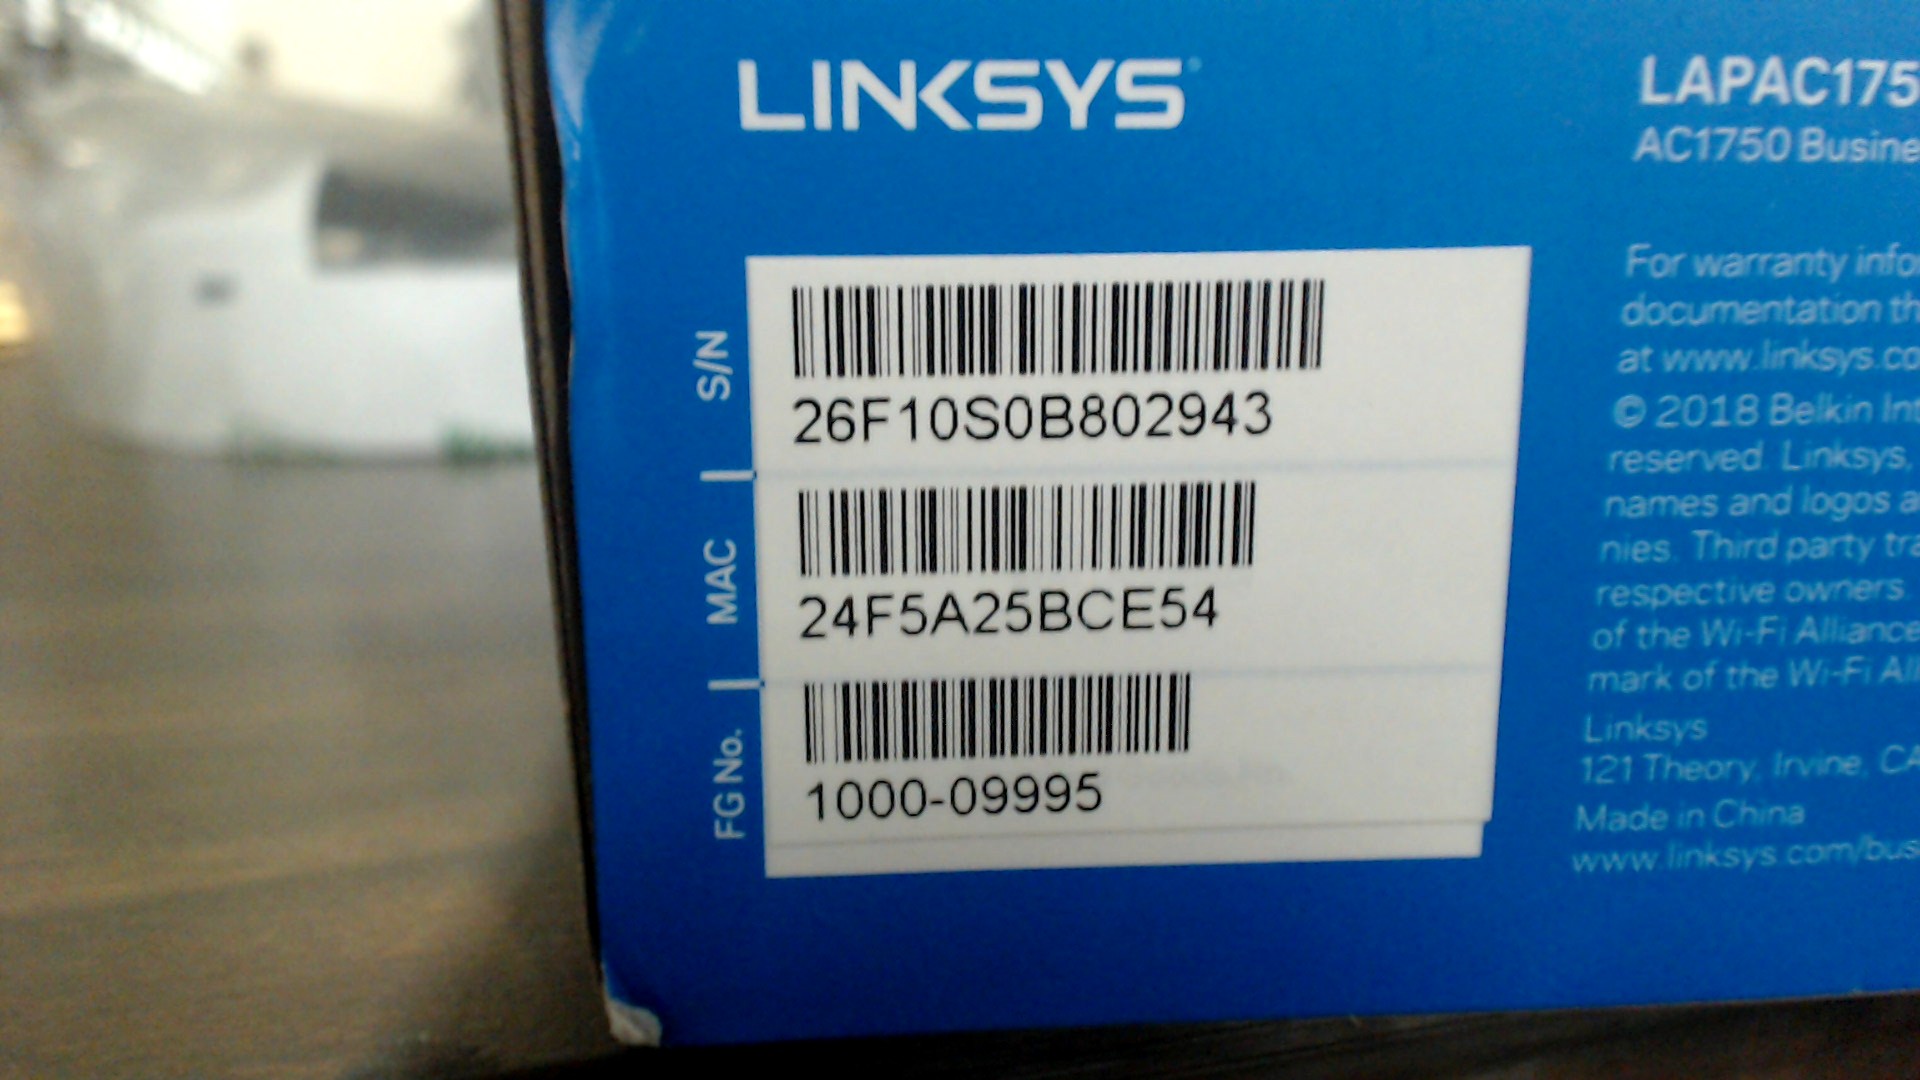 LINKSYS
S/N
26F10S0B802943
MAC
24F5A25BCE54
FG No.
1000-09995
LAPAC175
AC1750 Busine
For warranty info
documentation th
at www.linksys.co
© 2018 Belkin Int
reserved. Linksys,
names and logos a
nies. Third party tra
respective owners.
of the Wi-Fi Alliance
mark of the Wi-Fi All
Linksys
121 Theory, Irvine, CA
Made in China
www.linksys.com/bus